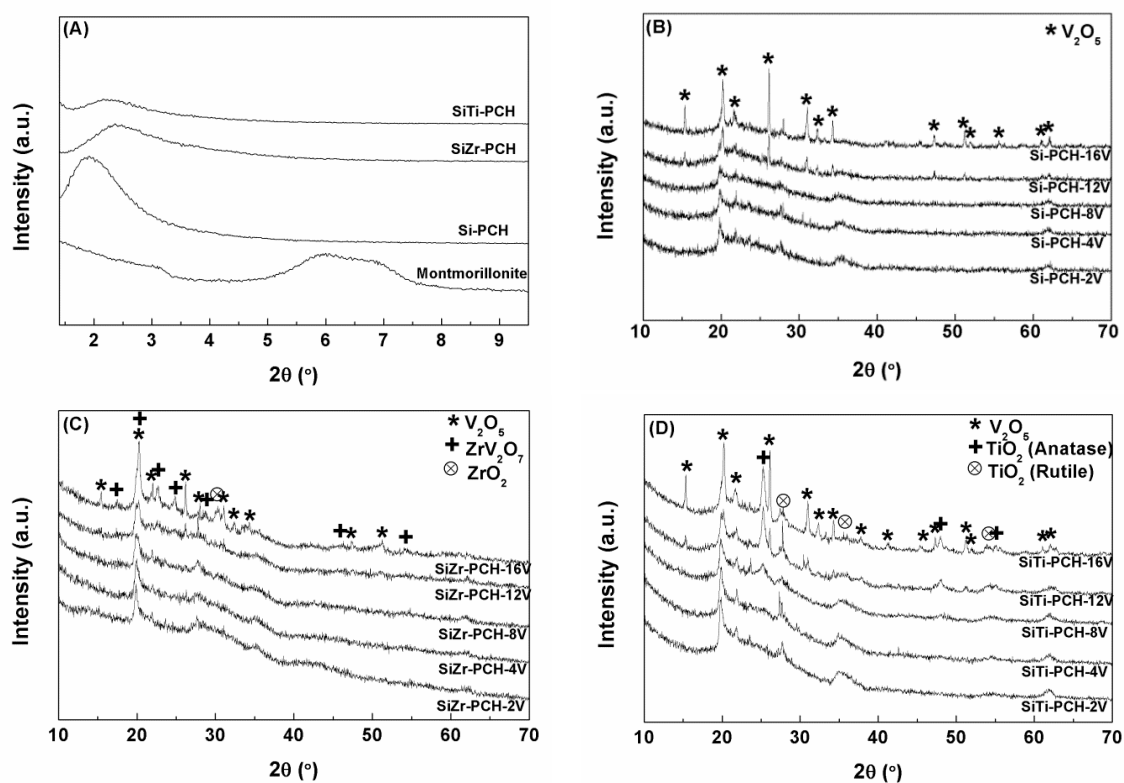 (A)
SiTi-PCH
SiZr-PCH
Si-PCH
Montmorillonite
Intensity (a.u.)
2 3 4 5 6 7 8 9
2θ (°)
(B)
* V₂O₅
Si-PCH-16V
Si-PCH-12V
Si-PCH-8V
Si-PCH-4V
Si-PCH-2V
Intensity (a.u.)
10 20 30 40 50 60 70
2θ (°)
(C)
* V₂O₅
+ ZrV₂O₇
⊗ ZrO₂
SiZr-PCH-16V
SiZr-PCH-12V
SiZr-PCH-8V
SiZr-PCH-4V
SiZr-PCH-2V
Intensity (a.u.)
10 20 30 40 50 60 70
2θ (°)
(D)
* V₂O₅
+ TiO₂ (Anatase)
⊗ TiO₂ (Rutile)
SiTi-PCH-16V
SiTi-PCH-12V
SiTi-PCH-8V
SiTi-PCH-4V
SiTi-PCH-2V
Intensity (a.u.)
10 20 30 40 50 60 70
2θ (°)